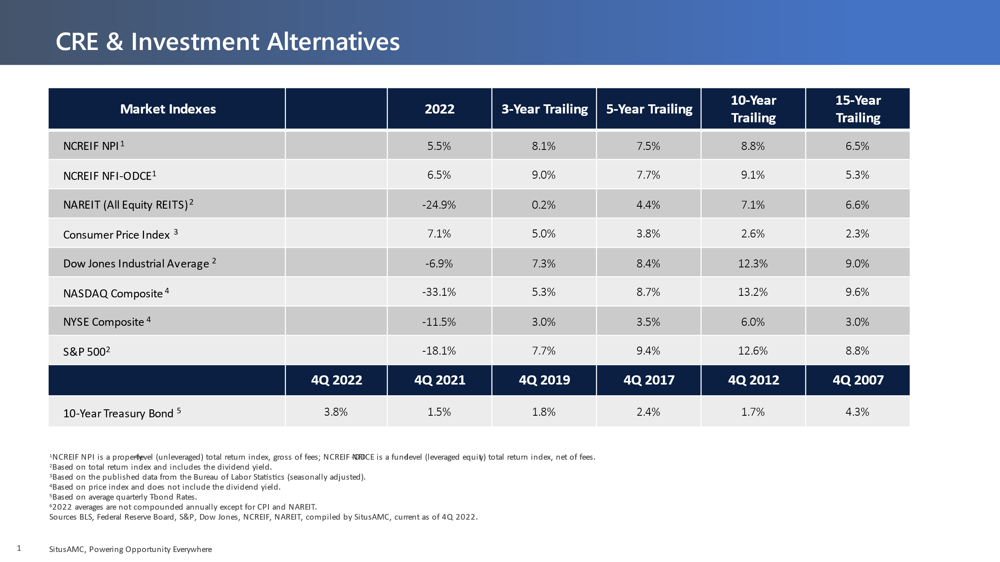 CRE & Investment Alternatives
Market Indexes 2022 3-Year Trailing 5-Year Trailing 10-Year Trailing 15-Year Trailing
NCREIF NPI¹ 5.5% 8.1% 7.5% 8.8% 6.5%
NCREIF NFI-ODCE¹ 6.5% 9.0% 7.7% 9.1% 5.3%
NAREIT (All Equity REITS)² -24.9% 0.2% 4.4% 7.1% 6.6%
Consumer Price Index ³ 7.1% 5.0% 3.8% 2.6% 2.3%
Dow Jones Industrial Average ² -6.9% 7.3% 8.4% 12.3% 9.0%
NASDAQ Composite ⁴ -33.1% 5.3% 8.7% 13.2% 9.6%
NYSE Composite ⁴ -11.5% 3.0% 3.5% 6.0% 3.0%
S&P 500² -18.1% 7.7% 9.4% 12.6% 8.8%
4Q 2022 4Q 2021 4Q 2019 4Q 2017 4Q 2012 4Q 2007
10-Year Treasury Bond ⁵ 3.8% 1.5% 1.8% 2.4% 1.7% 4.3%
¹NCREIF NPI is a property-level (unleveraged) total return index, gross of fees; NCREIF NFI-ODCE is a fund-level (leveraged equity) total return index, net of fees.
²Based on total return index and includes the dividend yield.
³Based on the published data from the Bureau of Labor Statistics (seasonally adjusted).
⁴Based on price index and does not include the dividend yield.
⁵Based on average quarterly T-bond Rates.
⁶2022 averages are not compounded annually except for CPI and NAREIT.
Sources BLS, Federal Reserve Board, S&P, Dow Jones, NCREIF, NAREIT, compiled by SitusAMC, current as of 4Q 2022.
1 SitusAMC, Powering Opportunity Everywhere